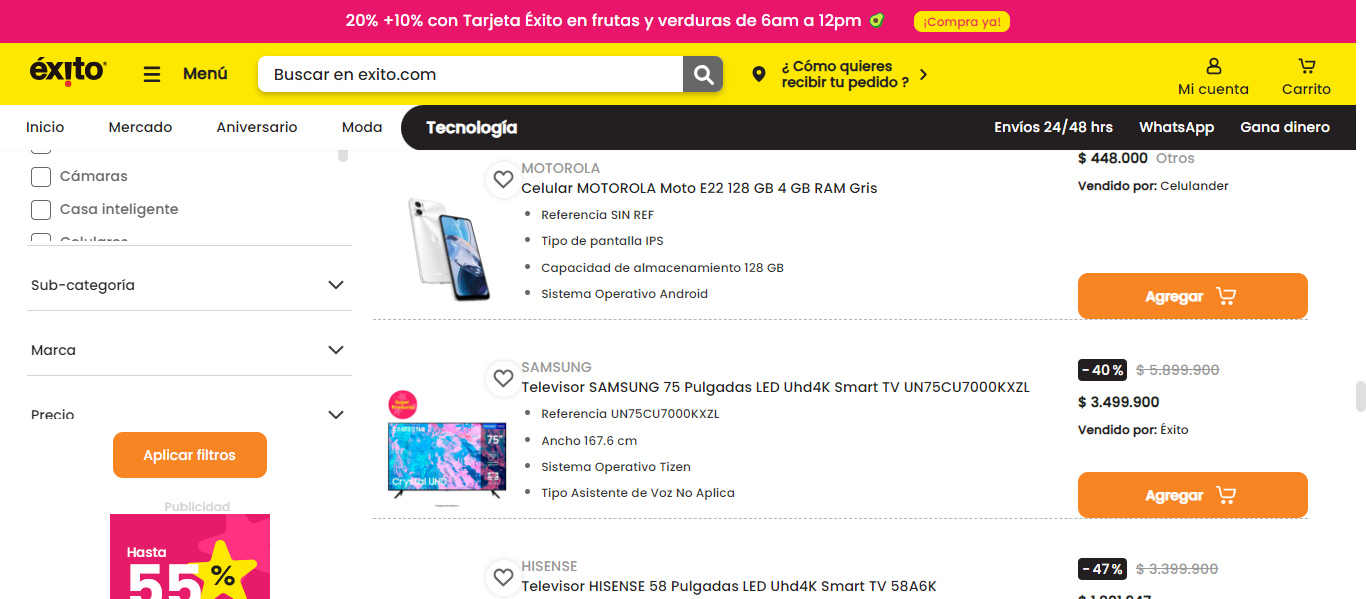 20% +10% con Tarjeta Éxito en frutas y verduras de 6am a 12pm
¡Compra ya!
éxito
Menú
Buscar en exito.com
¿ Cómo quieres
recibir tu pedido ?
Mi cuenta
Carrito
Inicio
Mercado
Aniversario
Moda
Tecnología
Envíos 24/48 hrs
WhatsApp
Gana dinero
Cámaras
Casa inteligente
Celulares
Sub-categoría
Marca
Precio
Aplicar filtros
Publicidad
Hasta
55 %
MOTOROLA
Celular MOTOROLA Moto E22 128 GB 4 GB RAM Gris
Referencia SIN REF
Tipo de pantalla IPS
Capacidad de almacenamiento 128 GB
Sistema Operativo Android
$ 448.000 Otros
Vendido por: Celulander
Agregar
SAMSUNG
Televisor SAMSUNG 75 Pulgadas LED Uhd4K Smart TV UN75CU7000KXZL
Referencia UN75CU7000KXZL
Ancho 167.6 cm
Sistema Operativo Tizen
Tipo Asistente de Voz No Aplica
SAMSUNG
75"
Crystal UHD
- 40 % $ 5.899.900
$ 3.499.900
Vendido por: Éxito
Agregar
HISENSE
Televisor HISENSE 58 Pulgadas LED Uhd4K Smart TV 58A6K
- 47 % $ 3.399.900